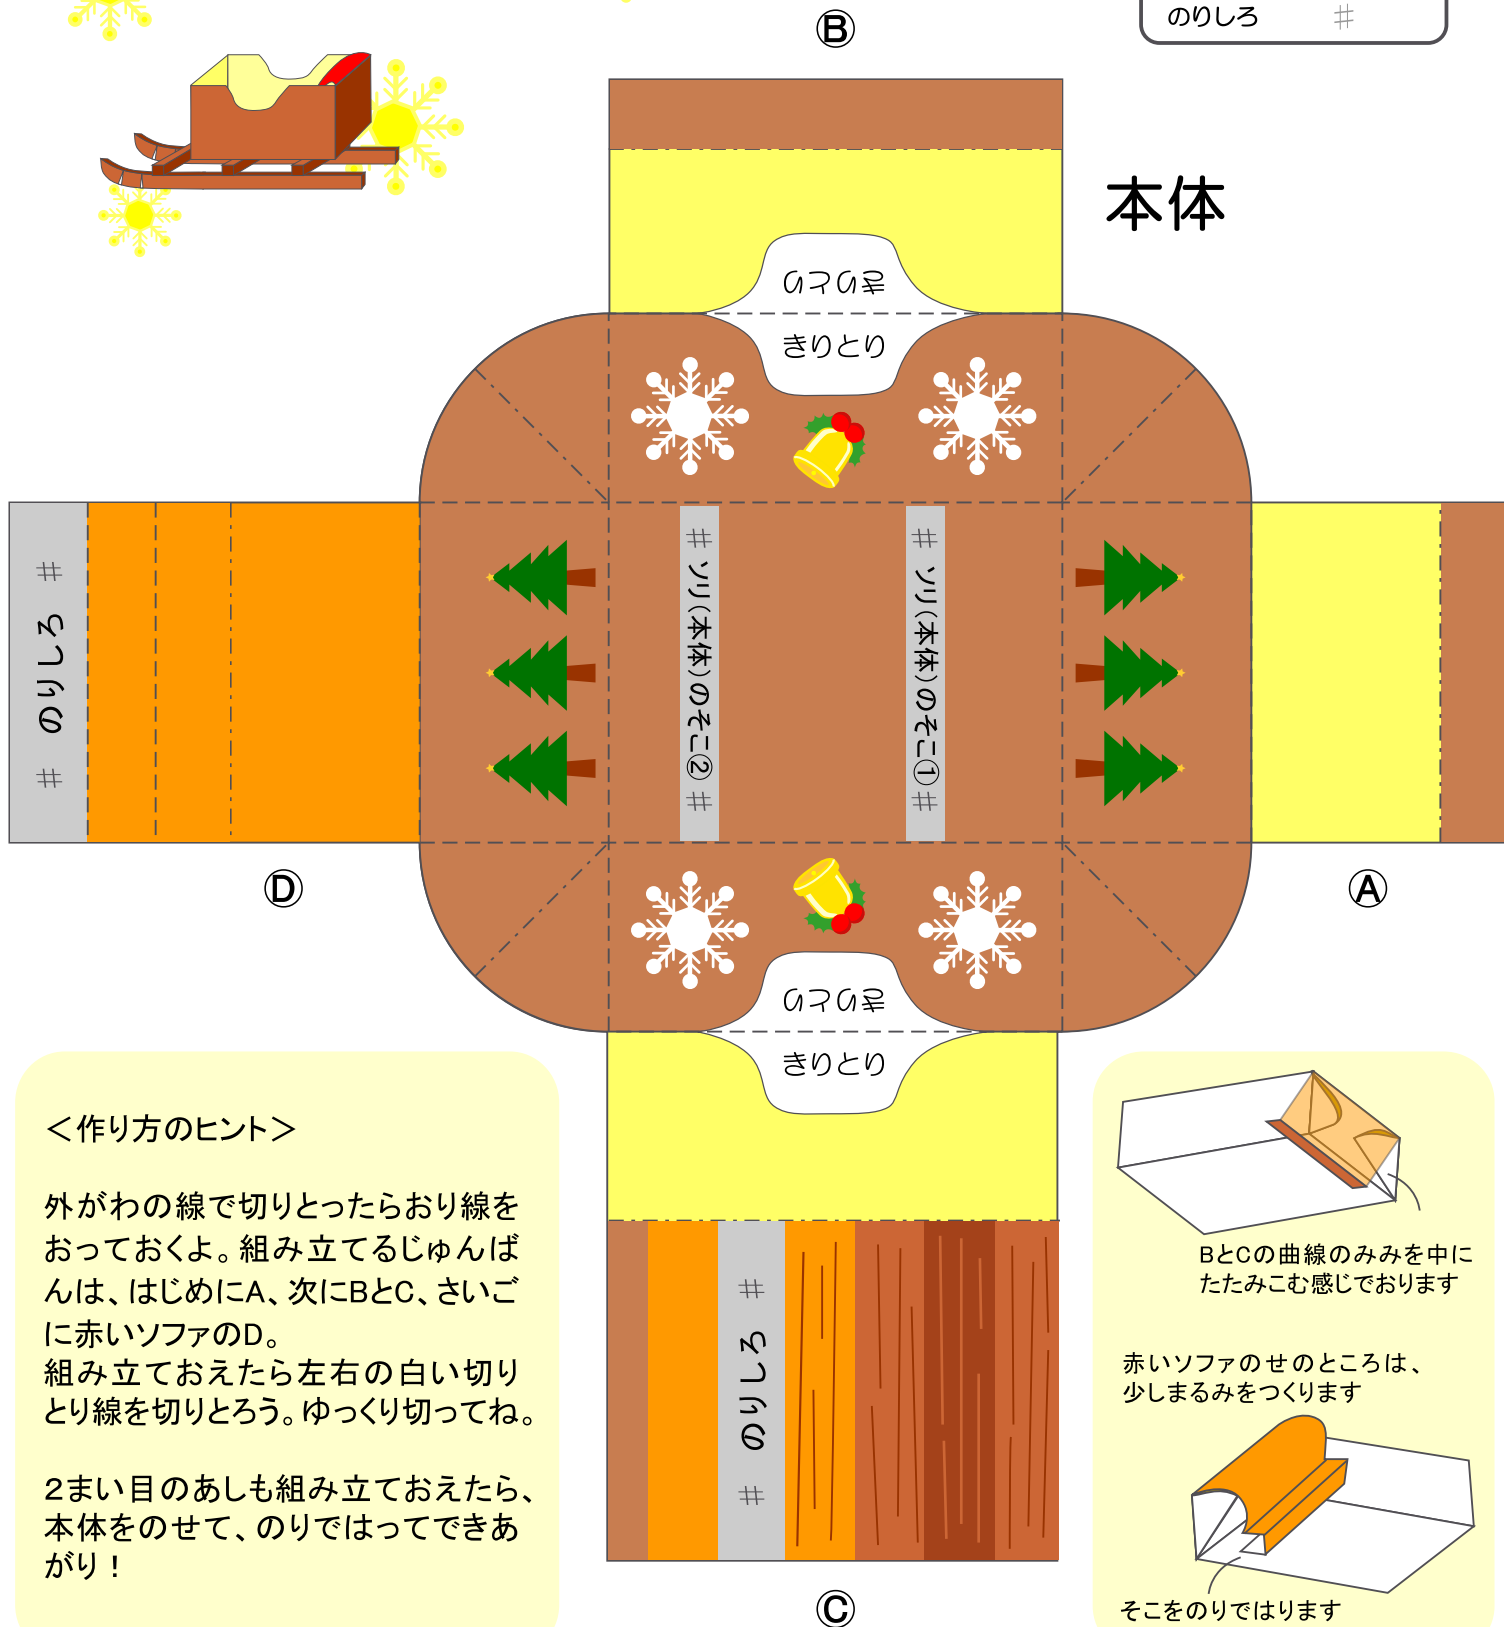 Ⓑ
のりしろ #
本体
きりとり
きりとり
# のりしろ #
# ソリ(本体)のそこ② #
# ソリ(本体)のそこ① #
Ⓓ
Ⓐ
きりとり
きりとり
# のりしろ #
Ⓒ
＜作り方のヒント＞
外がわの線で切りとったらおり線を
おっておくよ。組み立てるじゅんば
んは、はじめにA、次にBとC、さいご
に赤いソファのD。
組み立ておえたら左右の白い切り
とり線を切りとろう。ゆっくり切ってね。
２まい目のあしも組み立ておえたら、
本体をのせて、のりではってできあ
がり！
BとCの曲線のみみを中に
たたみこむ感じでおります
赤いソファのせのところは、
少しまるみをつくります
そこをのりではります